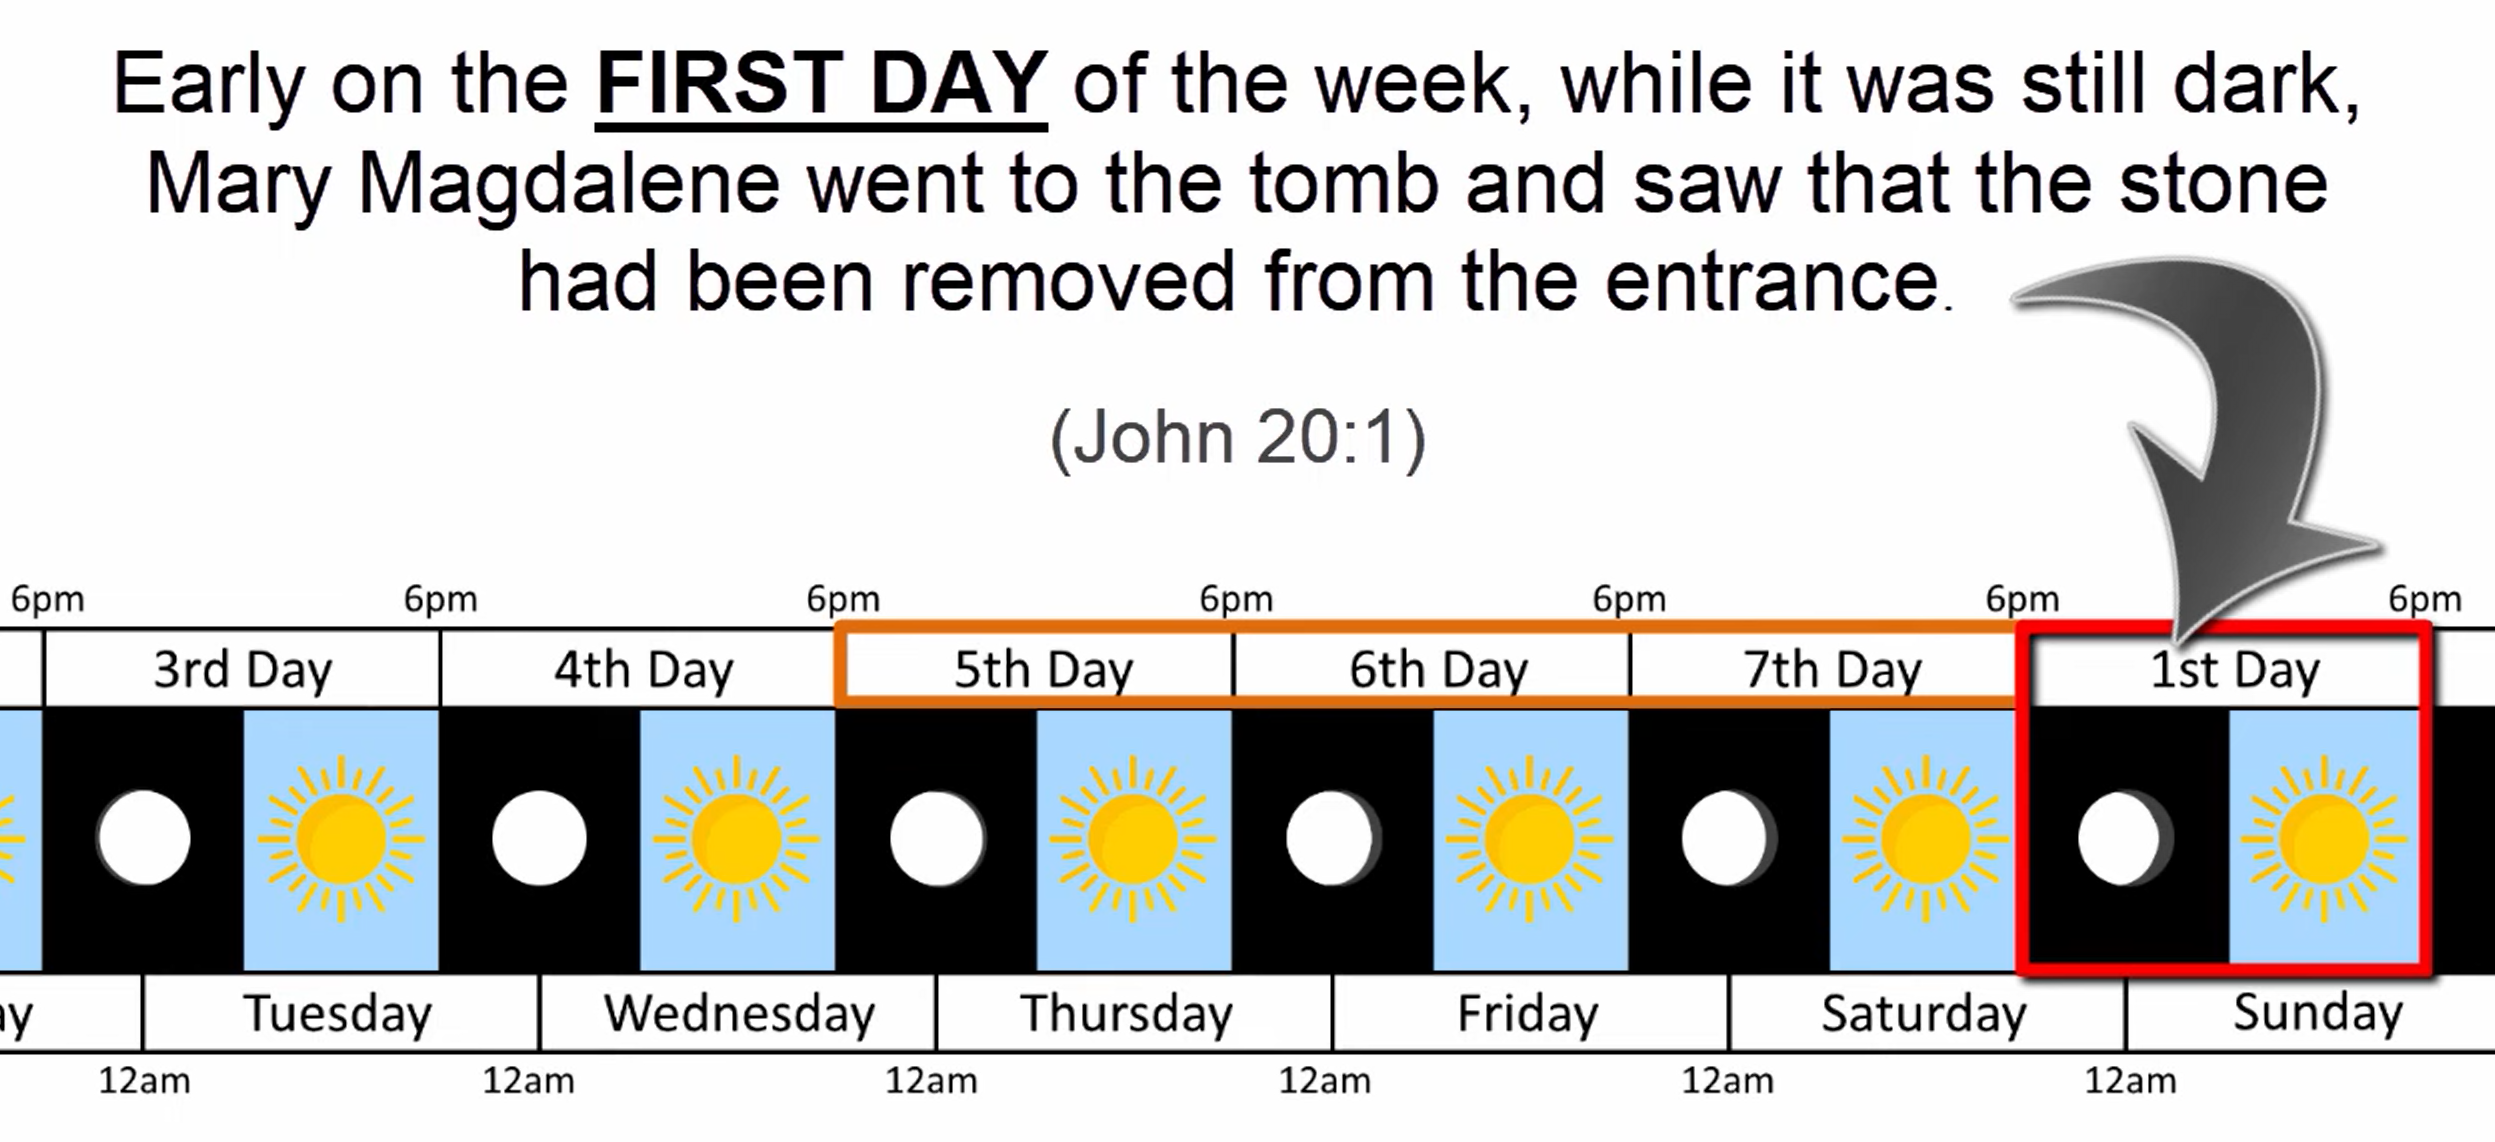 Early on the FIRST DAY of the week, while it was still dark,
Mary Magdalene went to the tomb and saw that the stone
had been removed from the entrance.
(John 20:1)
6pm 6pm 6pm 6pm 6pm 6pm 6pm
3rd Day 4th Day 5th Day 6th Day 7th Day 1st Day
ay Tuesday Wednesday Thursday Friday Saturday Sunday
12am 12am 12am 12am 12am 12am